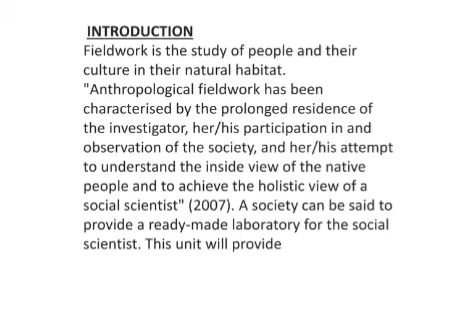 INTRODUCTION
Fieldwork is the study of people and their
culture in their natural habitat.
"Anthropological fieldwork has been
characterised by the prolonged residence of
the investigator, her/his participation in and
observation of the society, and her/his attempt
to understand the inside view of the native
people and to achieve the holistic view of a
social scientist" (2007). A society can be said to
provide a ready-made laboratory for the social
scientist. This unit will provide